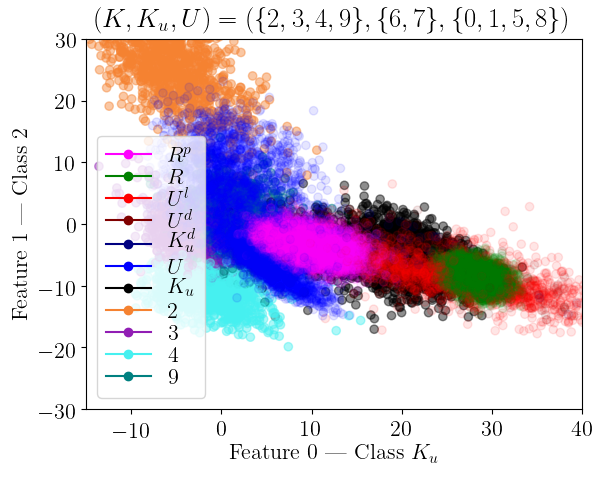 (K, K_u, U) = ({2, 3, 4, 9}, {6, 7}, {0, 1, 5, 8})
30
20
10
0
−10
−20
−30
Feature 1 — Class 2
R^p
R
U^l
U^d
K_u^d
U
K_u
2
3
4
9
−10 0 10 20 30 40
Feature 0 — Class K_u